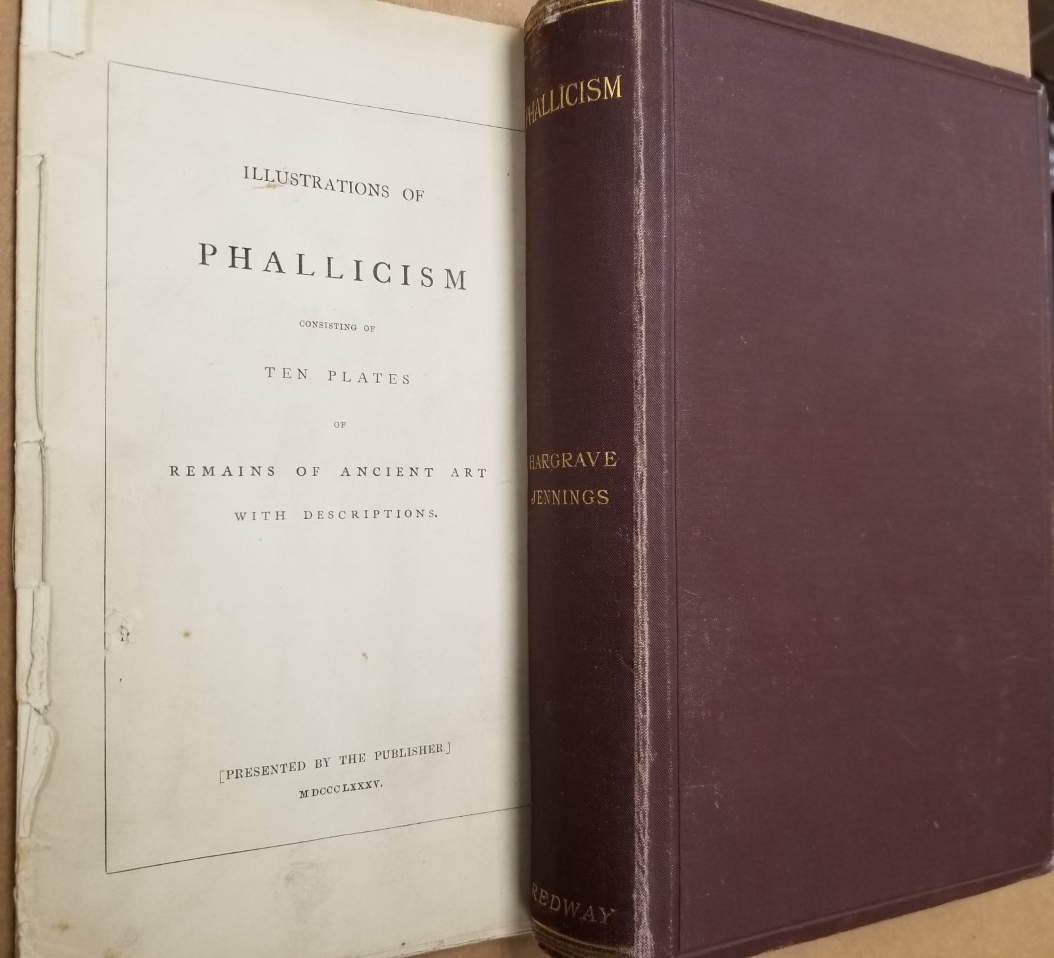 ILLUSTRATIONS OF
PHALLICISM
CONSISTING OF
TEN PLATES
OF
REMAINS OF ANCIENT ART
WITH DESCRIPTIONS.
[PRESENTED BY THE PUBLISHER]
MDCCCLXXXV.
PHALLICISM
HARGRAVE
JENNINGS
REDWAY